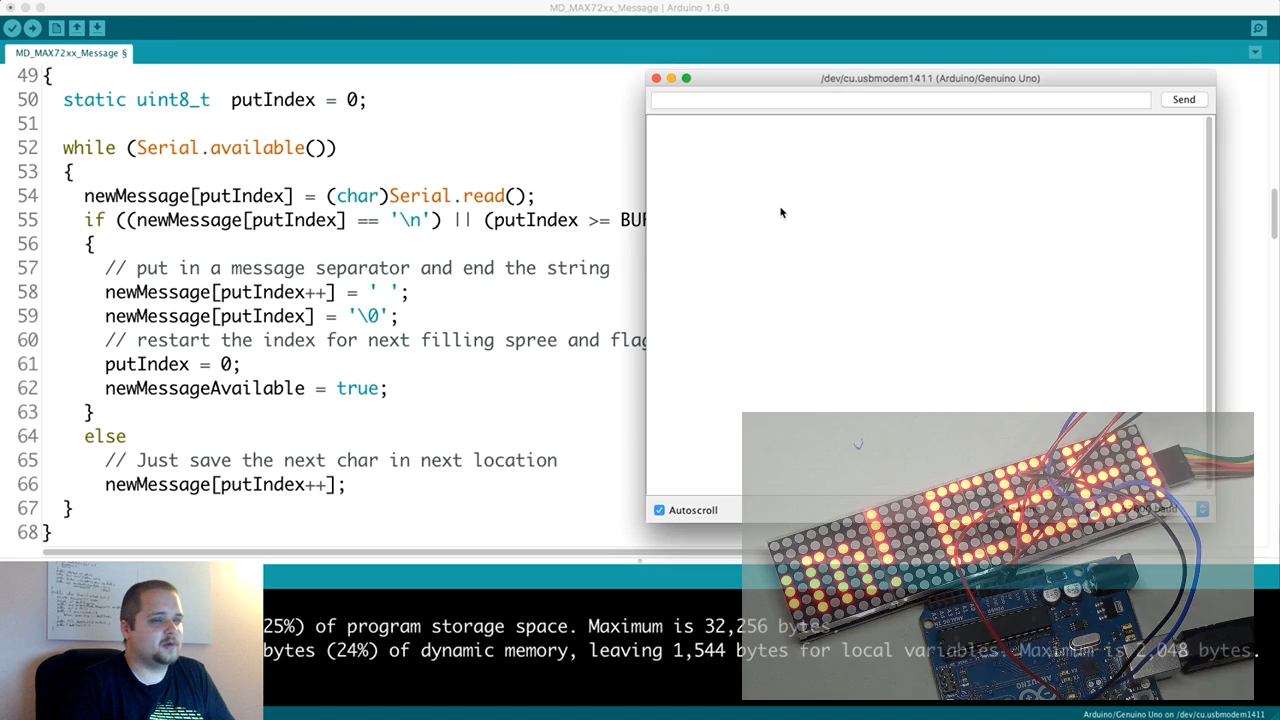 MD_MAX72xx_Message | Arduino 1.6.9
MD_MAX72xx_Message §
49 {
50 static uint8_t putIndex = 0;
51
52 while (Serial.available())
53 {
54 newMessage[putIndex] = (char)Serial.read();
55 if ((newMessage[putIndex] == '\n') || (putIndex >= BUF
56 {
57 // put in a message separator and end the string
58 newMessage[putIndex++] = ' ';
59 newMessage[putIndex] = '\0';
60 // restart the index for next filling spree and flag
61 putIndex = 0;
62 newMessageAvailable = true;
63 }
64 else
65 // Just save the next char in next location
66 newMessage[putIndex++];
67 }
68 }
/dev/cu.usbmodem1411 (Arduino/Genuino Uno)
Send
Autoscroll
25%) of program storage space. Maximum is 32,256 bytes.
bytes (24%) of dynamic memory, leaving 1,544 bytes for local variables. Maximum is 2,048 bytes.
Arduino/Genuino Uno on /dev/cu.usbmodem1411